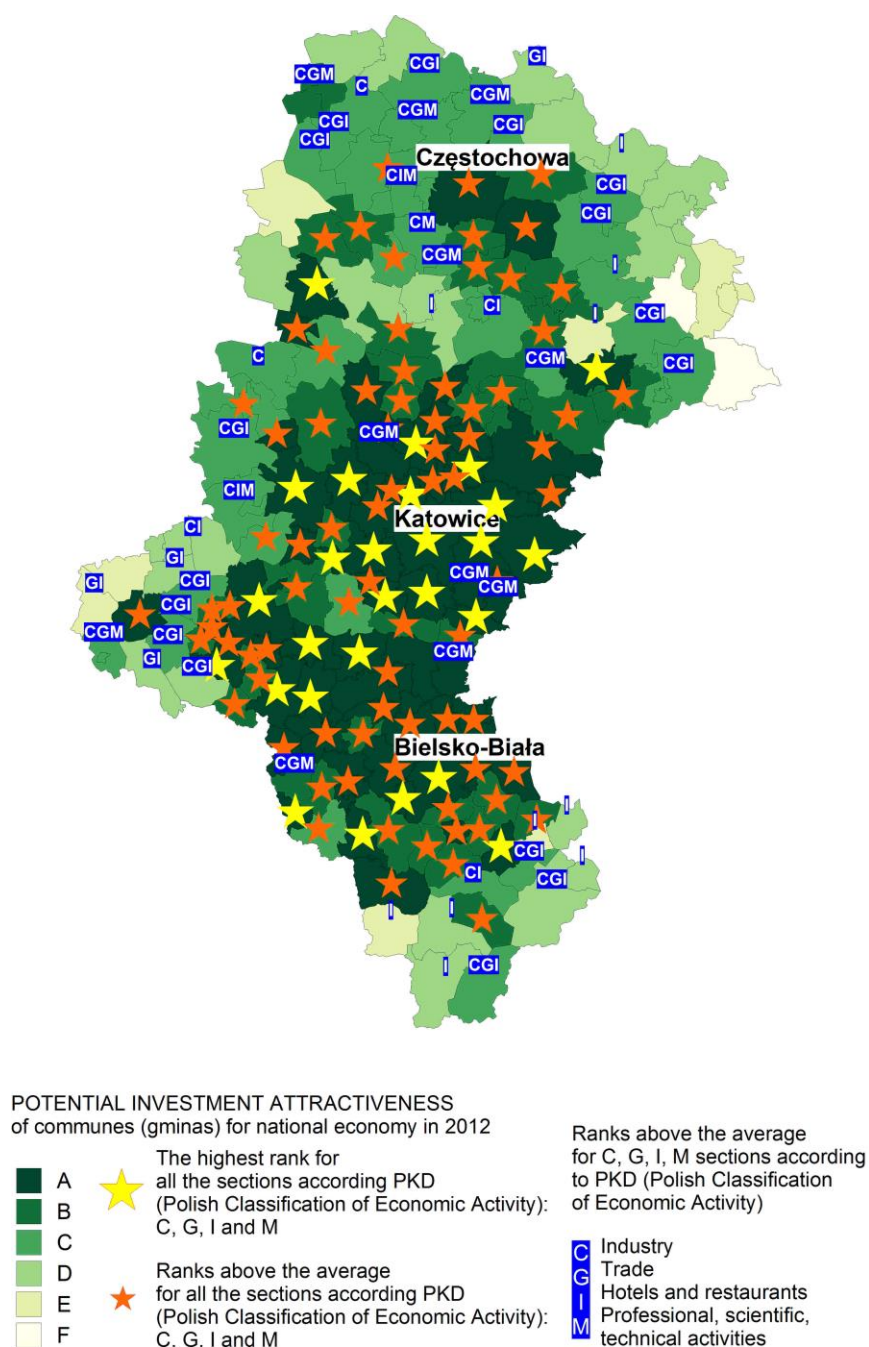 CGI
GI
CGM
C
CGM
CGM
CGI
CGI
CGI
I
Częstochowa
CIM
CGI
CGI
CM
CGM
I
I
CI
I
CGI
C
CGM
CGI
CGI
CGM
CIM
Katowice
CI
GI
CGI
GI
CGM
CGM
CGI
CGM
CGI
CGM
GI
CGI
Bielsko-Biała
CGM
I
I
CGI
I
CI
CGI
I
I
I
CGI
POTENTIAL INVESTMENT ATTRACTIVENESS
of communes (gminas) for national economy in 2012
A
B
C
D
E
F
The highest rank for
all the sections according PKD
(Polish Classification of Economic Activity):
C, G, I and M
Ranks above the average
for all the sections according PKD
(Polish Classification of Economic Activity):
C, G, I and M
Ranks above the average
for C, G, I, M sections according
to PKD (Polish Classification
of Economic Activity)
C Industry
G Trade
I Hotels and restaurants
M Professional, scientific,
technical activities